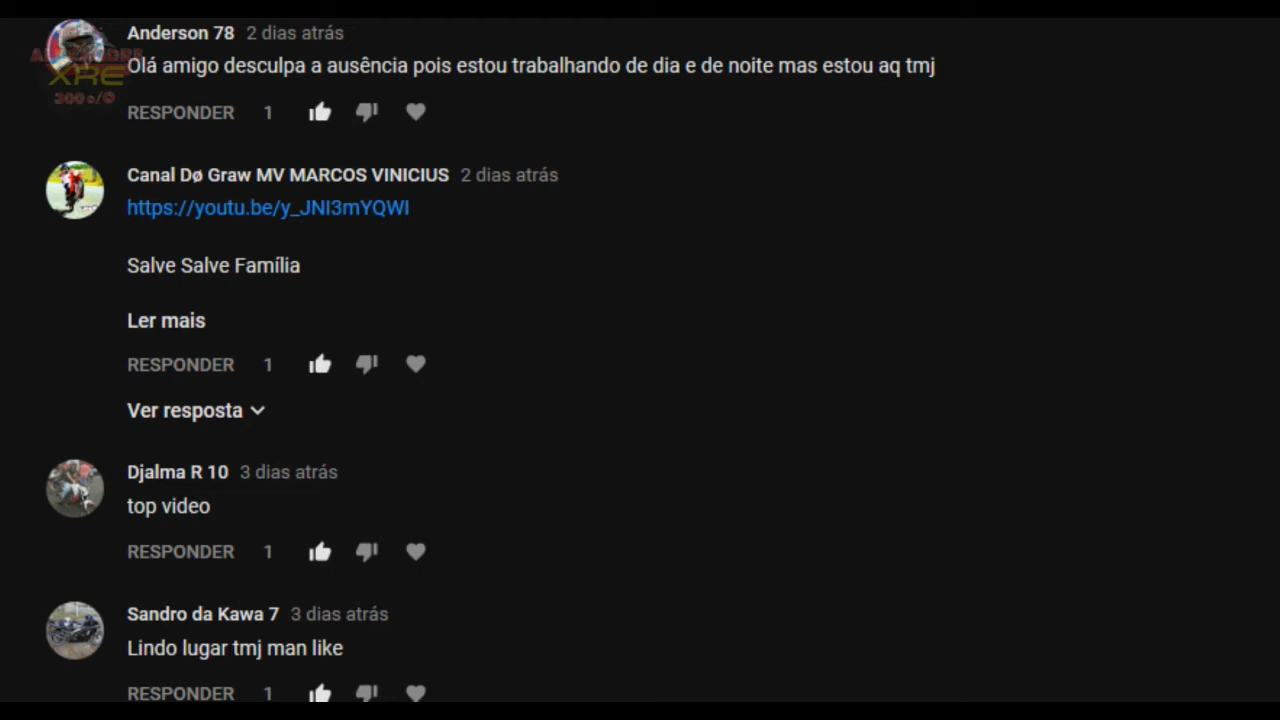 Anderson 78 2 dias atrás
Olá amigo desculpa a ausência pois estou trabalhando de dia e de noite mas estou aq tmj
XRE
300
RESPONDER 1
Canal Dø Graw MV MARCOS VINICIUS 2 dias atrás
https://youtu.be/y_JNI3mYQWI
Salve Salve Família
Ler mais
RESPONDER 1
Ver resposta
Djalma R 10 3 dias atrás
top video
RESPONDER 1
Sandro da Kawa 7 3 dias atrás
Lindo lugar tmj man like
RESPONDER 1